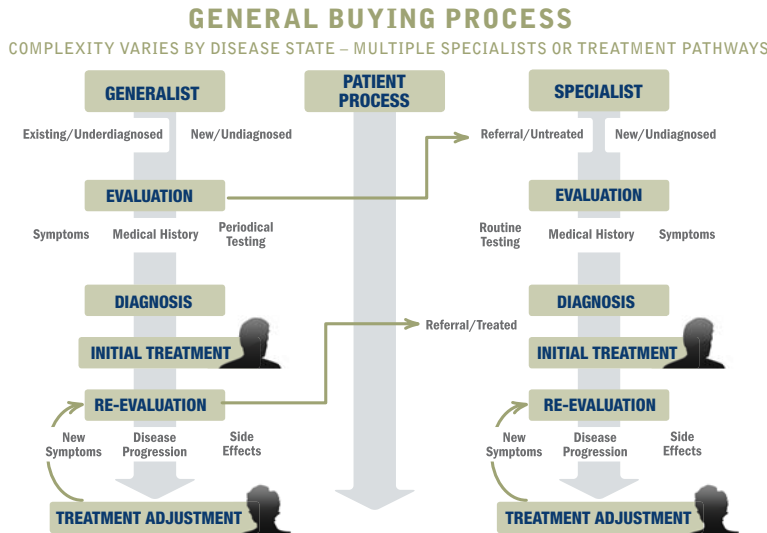 GENERAL BUYING PROCESS
COMPLEXITY VARIES BY DISEASE STATE – MULTIPLE SPECIALISTS OR TREATMENT PATHWAYS
GENERALIST
Existing/Underdiagnosed
New/Undiagnosed
EVALUATION
Symptoms
Medical History
Periodical
Testing
DIAGNOSIS
INITIAL TREATMENT
RE-EVALUATION
New
Symptoms
Disease
Progression
Side
Effects
TREATMENT ADJUSTMENT
PATIENT
PROCESS
SPECIALIST
Referral/Untreated
New/Undiagnosed
EVALUATION
Routine
Testing
Medical History
Symptoms
DIAGNOSIS
Referral/Treated
INITIAL TREATMENT
RE-EVALUATION
New
Symptoms
Disease
Progression
Side
Effects
TREATMENT ADJUSTMENT